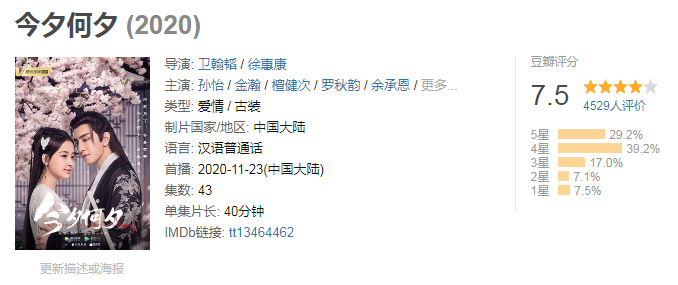 今夕何夕 (2020)
导演: 卫翰韬 / 徐惠康
主演: 孙怡 / 金瀚 / 檀健次 / 罗秋韵 / 余承恩 / 更多...
类型: 爱情 / 古装
制片国家/地区: 中国大陆
语言: 汉语普通话
首播: 2020-11-23(中国大陆)
集数: 43
单集片长: 40分钟
IMDb链接: tt13464462
豆瓣评分
7.5
4529人评价
5星 29.2%
4星 39.2%
3星 17.0%
2星 7.1%
1星 7.5%
今夕何夕
更新描述或海报